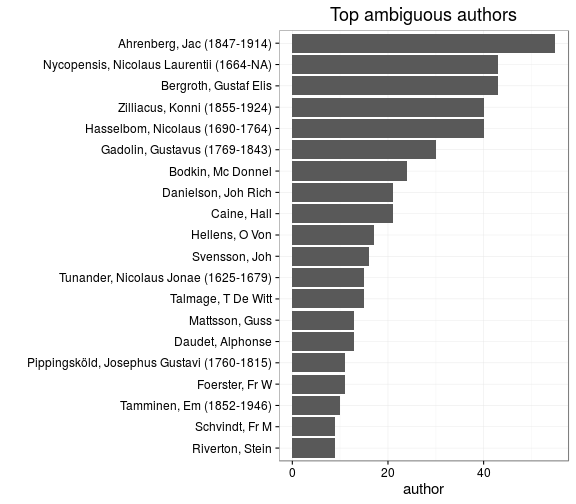 Top ambiguous authors
Ahrenberg, Jac (1847-1914)
Nycopensis, Nicolaus Laurentii (1664-NA)
Bergroth, Gustaf Elis
Zilliacus, Konni (1855-1924)
Hasselbom, Nicolaus (1690-1764)
Gadolin, Gustavus (1769-1843)
Bodkin, Mc Donnel
Danielson, Joh Rich
Caine, Hall
Hellens, O Von
Svensson, Joh
Tunander, Nicolaus Jonae (1625-1679)
Talmage, T De Witt
Mattsson, Guss
Daudet, Alphonse
Pippingsköld, Josephus Gustavi (1760-1815)
Foerster, Fr W
Tamminen, Em (1852-1946)
Schvindt, Fr M
Riverton, Stein
0 20 40
author